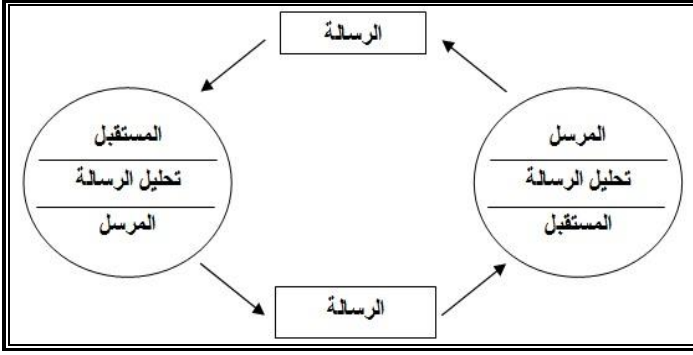 الرسالة
المرسل
تحليل الرسالة
المستقبل
المستقبل
تحليل الرسالة
المرسل
الرسالة